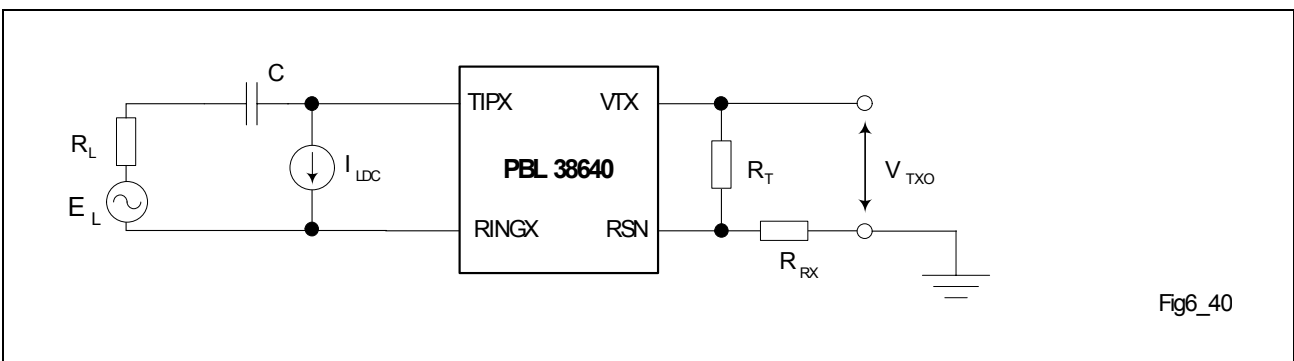 C
TIPX
VTX
R_L
I_LDC
PBL 38640
R_T
V_TXO
E_L
RINGX
RSN
R_RX
Fig6_40